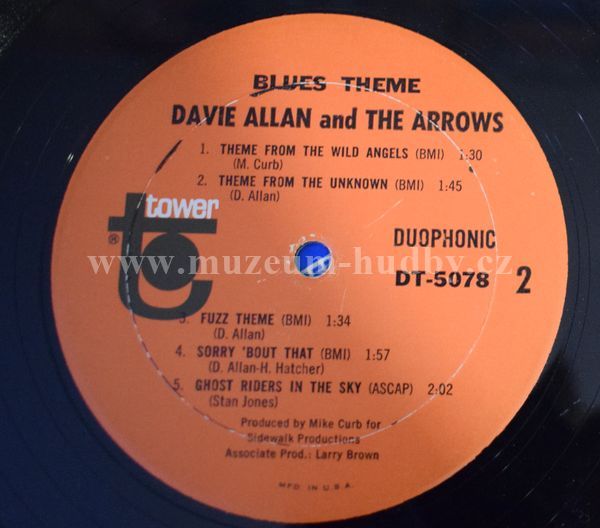 BLUES THEME
DAVIE ALLAN and THE ARROWS
1. THEME FROM THE WILD ANGELS (BMI) 1:30
(M. Curb)
2. THEME FROM THE UNKNOWN (BMI) 1:45
(D. Allan)
tower
®
DUOPHONIC
www.muzeum-hudby.cz
DT-5078 2
3. FUZZ THEME (BMI) 1:34
(D. Allan)
4. SORRY 'BOUT THAT (BMI) 1:57
(D. Allan-H. Hatcher)
5. GHOST RIDERS IN THE SKY (ASCAP) 2:02
(Stan Jones)
Produced by Mike Curb for
Sidewalk Productions
Associate Prod.: Larry Brown
MFD. IN U.S.A.